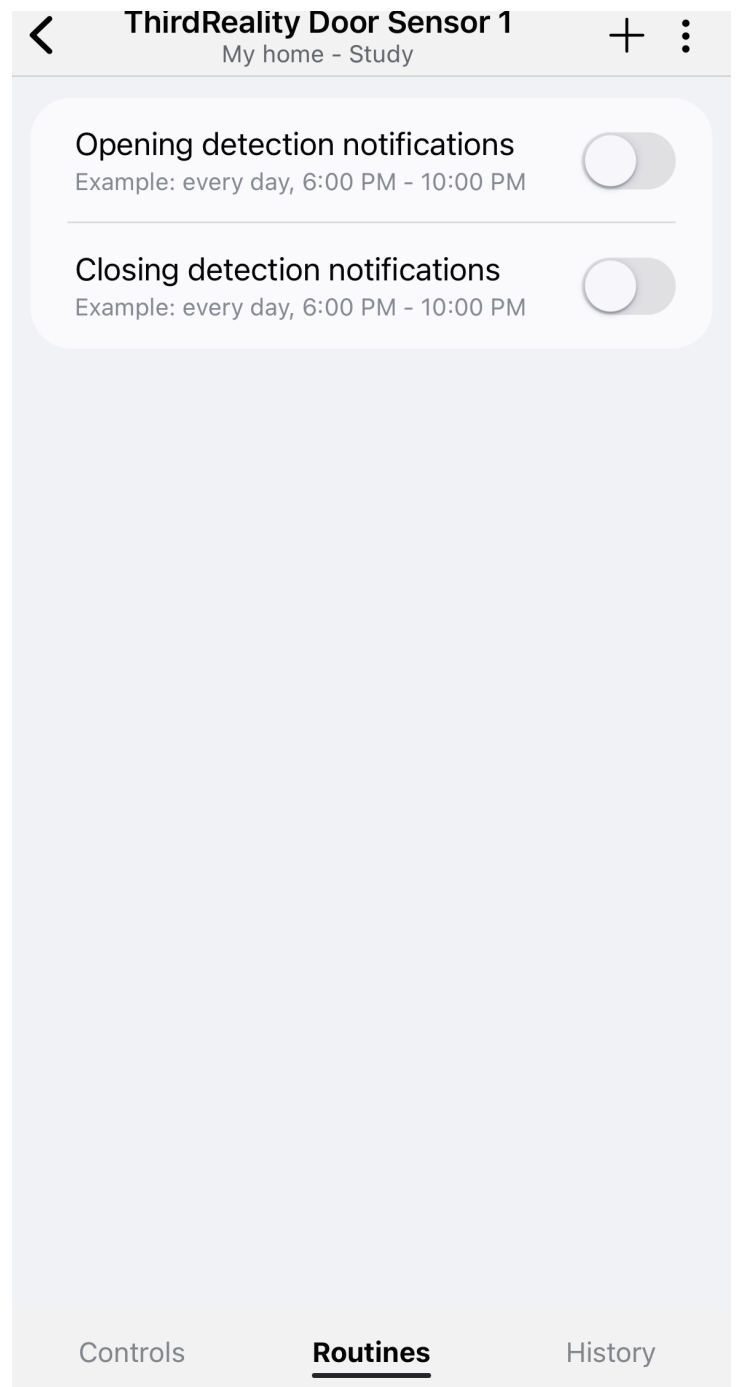 ThirdReality Door Sensor 1
My home - Study
Opening detection notifications
Example: every day, 6:00 PM - 10:00 PM
Closing detection notifications
Example: every day, 6:00 PM - 10:00 PM
Controls
Routines
History